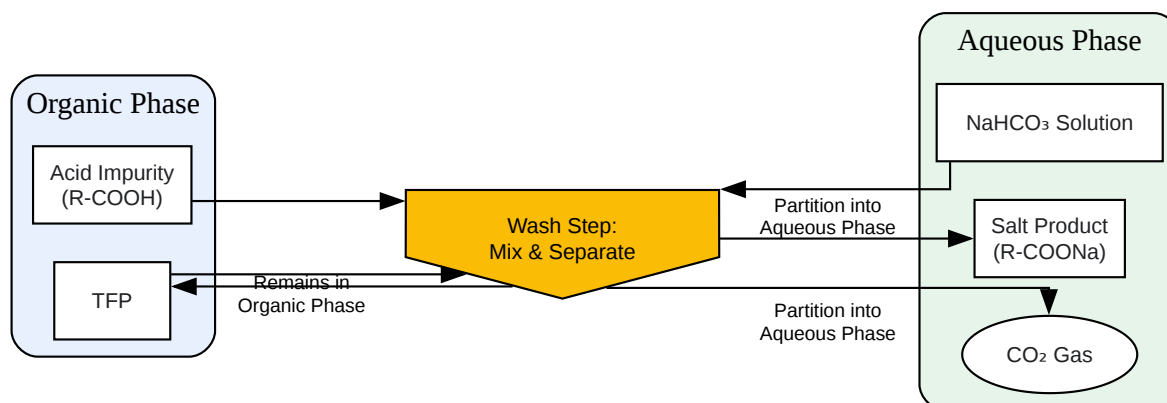 Organic Phase
Acid Impurity
(R-COOH)
TFP
Remains in
Organic Phase
Wash Step:
Mix & Separate
Partition into
Aqueous Phase
Partition into
Aqueous Phase
Aqueous Phase
NaHCO₃ Solution
Salt Product
(R-COONa)
CO₂ Gas